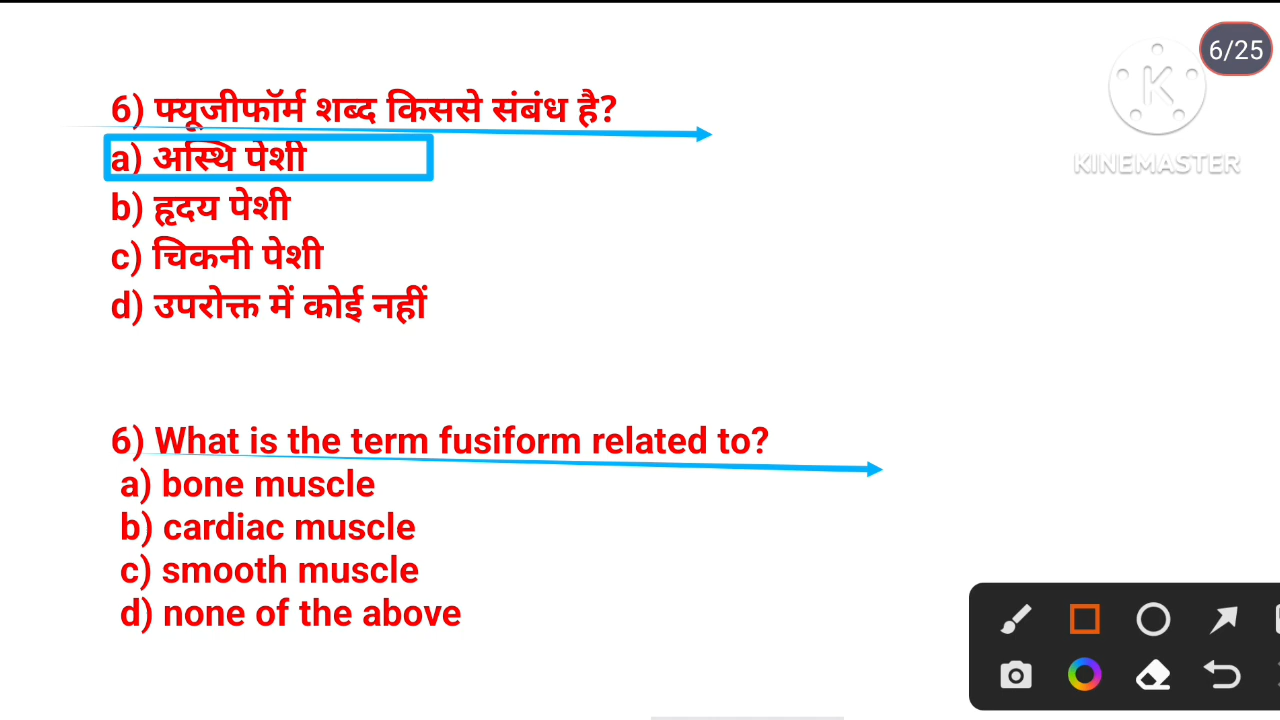 6/25
6) फ्यूजीफॉर्म शब्द किससे संबंध है?
a) अस्थि पेशी
b) हृदय पेशी
c) चिकनी पेशी
d) उपरोक्त में कोई नहीं
K
KINEMASTER
6) What is the term fusiform related to?
a) bone muscle
b) cardiac muscle
c) smooth muscle
d) none of the above